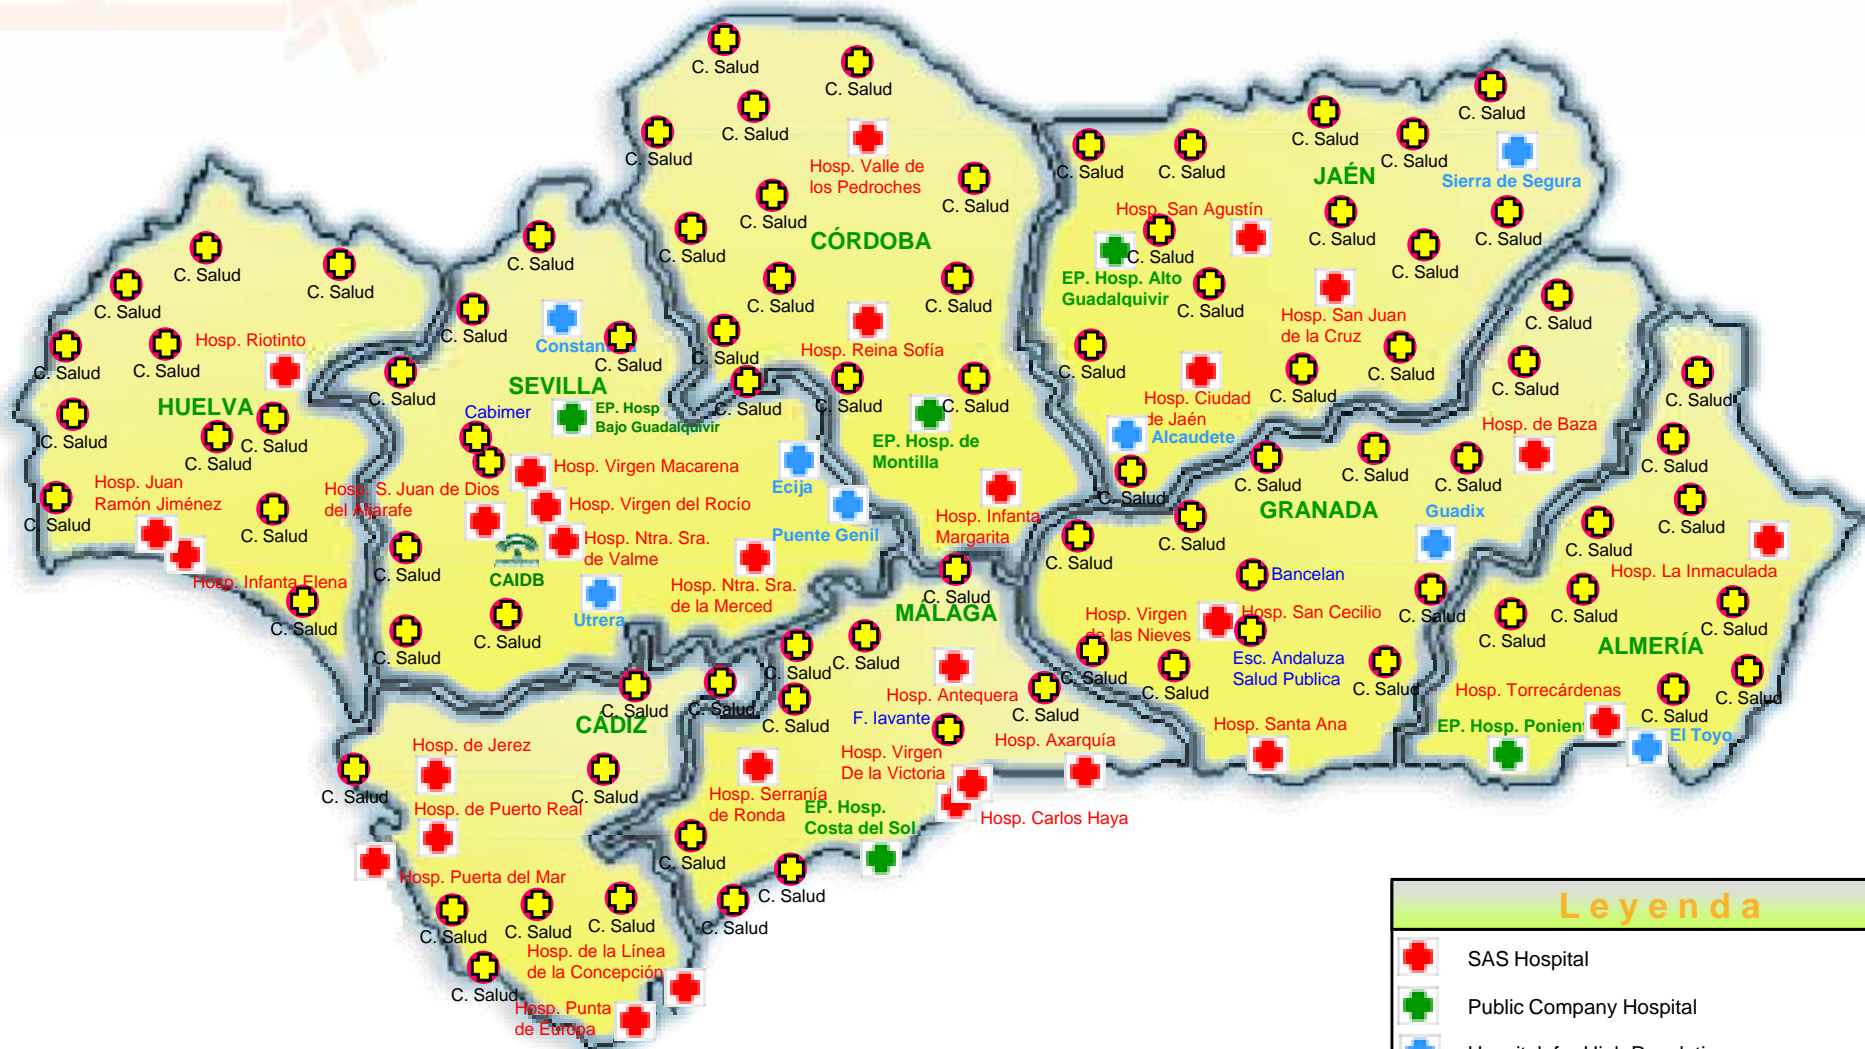 C. Salud
C. Salud
C. Salud
C. Salud
Hosp. Valle de
los Pedroches
C. Salud
C. Salud
C. Salud
CÓRDOBA
C. Salud
C. Salud
C. Salud
Hosp. Reina Sofía
C. Salud
C. Salud
C. Salud
EP. Hosp. de
Montilla
Hosp. Infanta
Margarita
Puente Genil
C. Salud
C. Salud
C. Salud
C. Salud
C. Salud
JAÉN
Sierra de Segura
Hosp. San Agustín
C. Salud
EP. Hosp. Alto
Guadalquivir
C. Salud
C. Salud
C. Salud
C. Salud
Hosp. San Juan
de la Cruz
C. Salud
C. Salud
C. Salud
Hosp. Ciudad
de Jaén
Alcaudete
C. Salud
C. Salud
C. Salud
C. Salud
C. Salud
C. Salud
Hosp. Riotinto
C. Salud
HUELVA
C. Salud
C. Salud
C. Salud
Hosp. Juan
Ramón Jiménez
C. Salud
C. Salud
Hosp. Infanta Elena
C. Salud
C. Salud
C. Salud
C. Salud
C. Salud
SEVILLA
Cabimer
EP. Hosp
Bajo Guadalquivir
Hosp. Virgen Macarena
Hosp. S. Juan de Dios
del Aljarafe
Hosp. Virgen del Rocío
Ecija
Hosp. Ntra. Sra.
de Valme
CAIDB
C. Salud
Hosp. Ntra. Sra.
de la Merced
Utrera
C. Salud
C. Salud
C. Salud
C. Salud
Hosp. de Baza
C. Salud
C. Salud
C. Salud
GRANADA
Guadix
C. Salud
C. Salud
Bancelan
C. Salud
Hosp. Virgen
de las Nieves
Hosp. San Cecilio
Esc. Andaluza
Salud Publica
C. Salud
C. Salud
C. Salud
Hosp. Santa Ana
C. Salud
C. Salud
C. Salud
C. Salud
Hosp. La Inmaculada
C. Salud
C. Salud
C. Salud
ALMERÍA
C. Salud
Hosp. Torrecárdenas
C. Salud
EP. Hosp. Ponient
El Toyo
C. Salud
MÁLAGA
C. Salud
C. Salud
C. Salud
Hosp. Antequera
C. Salud
F. Iavante
Hosp. Axarquía
Hosp. Virgen
De la Victoria
Hosp. Serranía
de Ronda
EP. Hosp.
Costa del Sol
Hosp. Carlos Haya
C. Salud
C. Salud
C. Salud
C. Salud
C. Salud
CÁDIZ
Hosp. de Jerez
C. Salud
C. Salud
Hosp. de Puerto Real
Hosp. Puerta del Mar
C. Salud
C. Salud
C. Salud
Hosp. de la Línea
de la Concepción
C. Salud
Hosp. Punta
de Europa
Leyenda
SAS Hospital
Public Company Hospital